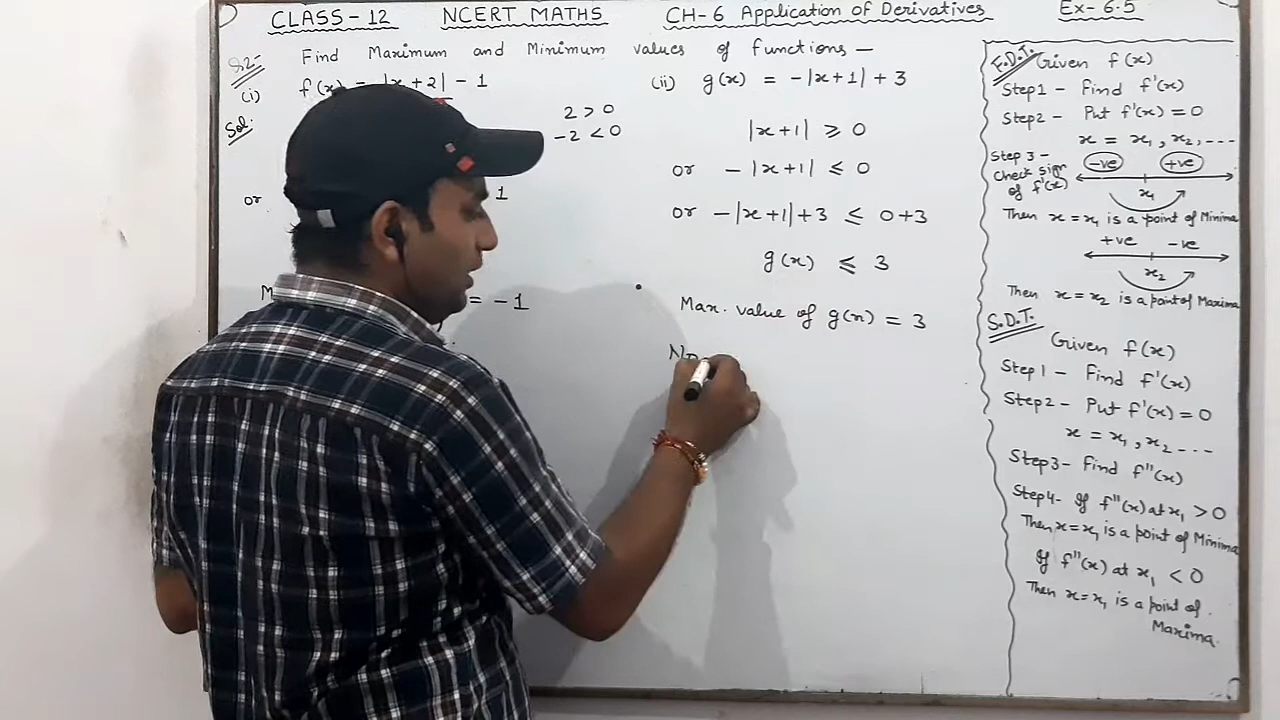 CLASS-12 NCERT MATHS CH-6 Application of Derivatives Ex-6.5
Q.2- Find Maximum and Minimum values of functions —
(i) f(x) = |x+2| - 1
Sol:
2 > 0
-2 < 0
or 1
= -1
(ii) g(x) = -|x+1| + 3
|x+1| ⩾ 0
or -|x+1| ⩽ 0
or -|x+1|+3 ⩽ 0+3
g(x) ⩽ 3
Max. value of g(x) = 3
No
F.D.T. Given f(x)
Step1 - Find f'(x)
Step2 - Put f'(x) = 0
x = x₁, x₂, ...
Step 3 - Check sign of f'(x)
-ve +ve
x₁
Then x = x₁ is a point of Minima
+ve -ve
x₂
Then x = x₂ is a point of Maxima
S.D.T.
Given f(x)
Step 1 - Find f'(x)
Step2 - Put f'(x) = 0
x = x₁, x₂ ...
Step3 - Find f''(x)
Step4 - If f''(x) at x₁ > 0
Then x = x₁ is a point of Minima
If f''(x) at x₁ < 0
Then x = x₁ is a point of
Maxima.